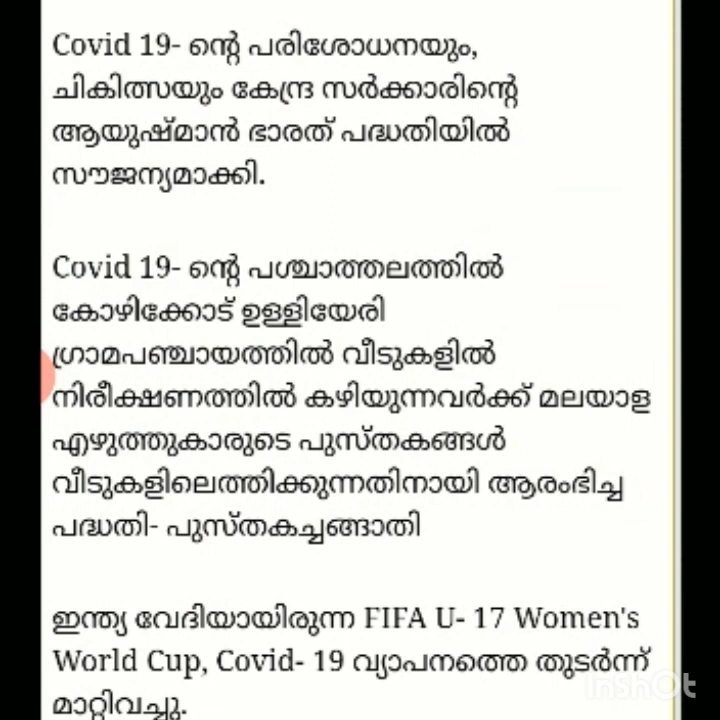 Covid 19- ന്റെ പരിശോധനയും,
ചികിത്സയും കേന്ദ്ര സർക്കാരിന്റെ
ആയുഷ്മാൻ ഭാരത് പദ്ധതിയിൽ
സൗജന്യമാക്കി.
Covid 19- ന്റെ പശ്ചാത്തലത്തിൽ
കോഴിക്കോട് ഉള്ളിയേരി
ഗ്രാമപഞ്ചായത്തിൽ വീടുകളിൽ
നിരീക്ഷണത്തിൽ കഴിയുന്നവർക്ക് മലയാള
എഴുത്തുകാരുടെ പുസ്തകങ്ങൾ
വീടുകളിലെത്തിക്കുന്നതിനായി ആരംഭിച്ച
പദ്ധതി- പുസ്തകച്ചങ്ങാതി
ഇന്ത്യ വേദിയായിരുന്ന FIFA U- 17 Women's
World Cup, Covid- 19 വ്യാപനത്തെ തുടർന്ന്
മാറ്റിവച്ചു.
InShOt